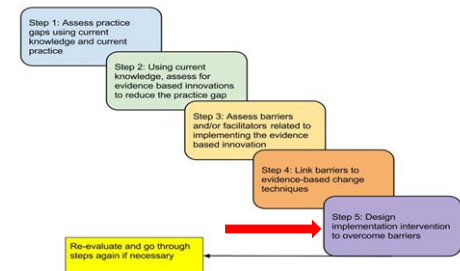 Step 1: Assess practice
gaps using current
knowledge and current
practice
Step 2: Using current
knowledge, assess for
evidence based innovations
to reduce the practice gap
Step 3: Assess barriers
and/or facilitators related to
implementing the evidence
based innovation
Step 4: Link barriers to
evidence-based change
techniques
Step 5: Design
implementation intervention
to overcome barriers
Re-evaluate and go through
steps again if necessary